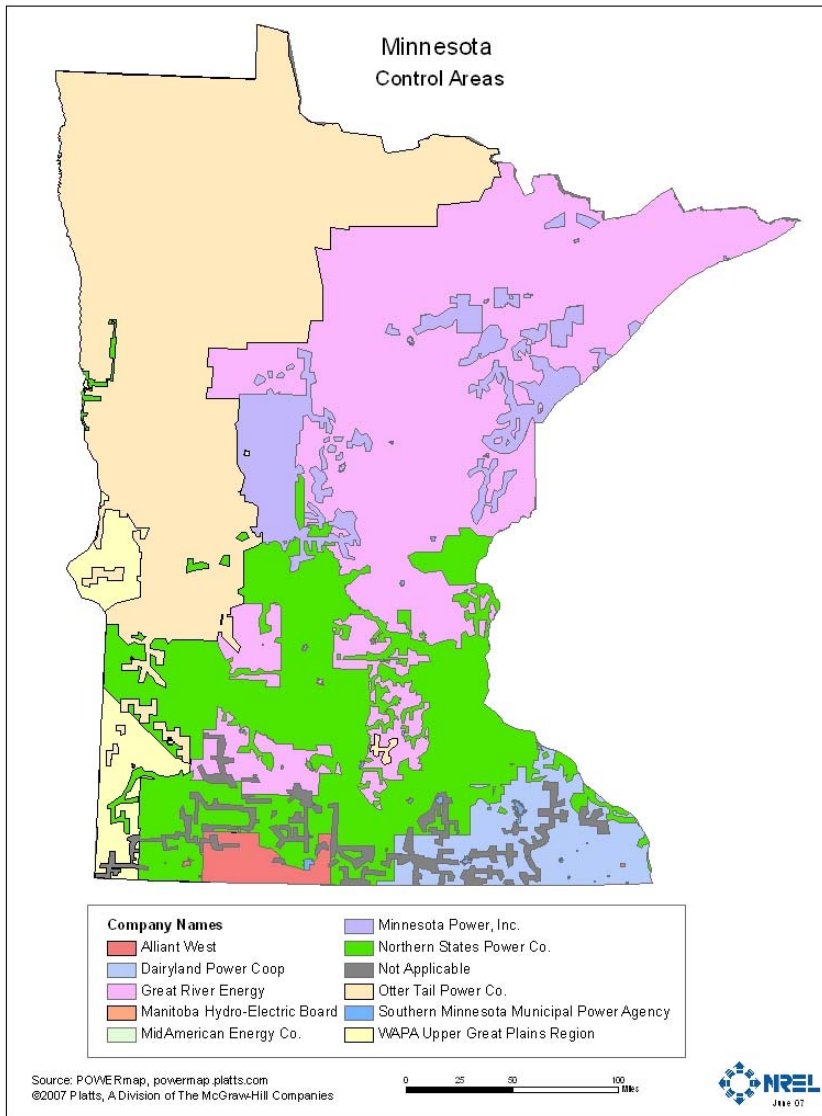 Minnesota
Control Areas
Company Names
Alliant West
Dairyland Power Coop
Great River Energy
Manitoba Hydro-Electric Board
MidAmerican Energy Co.
Minnesota Power, Inc.
Northern States Power Co.
Not Applicable
Otter Tail Power Co.
Southern Minnesota Municipal Power Agency
WAPA Upper Great Plains Region
Source: POWERmap, powermap.platts.com
©2007 Platts, A Division of The McGraw-Hill Companies
0 25 50 100
Miles
NREL
June 07